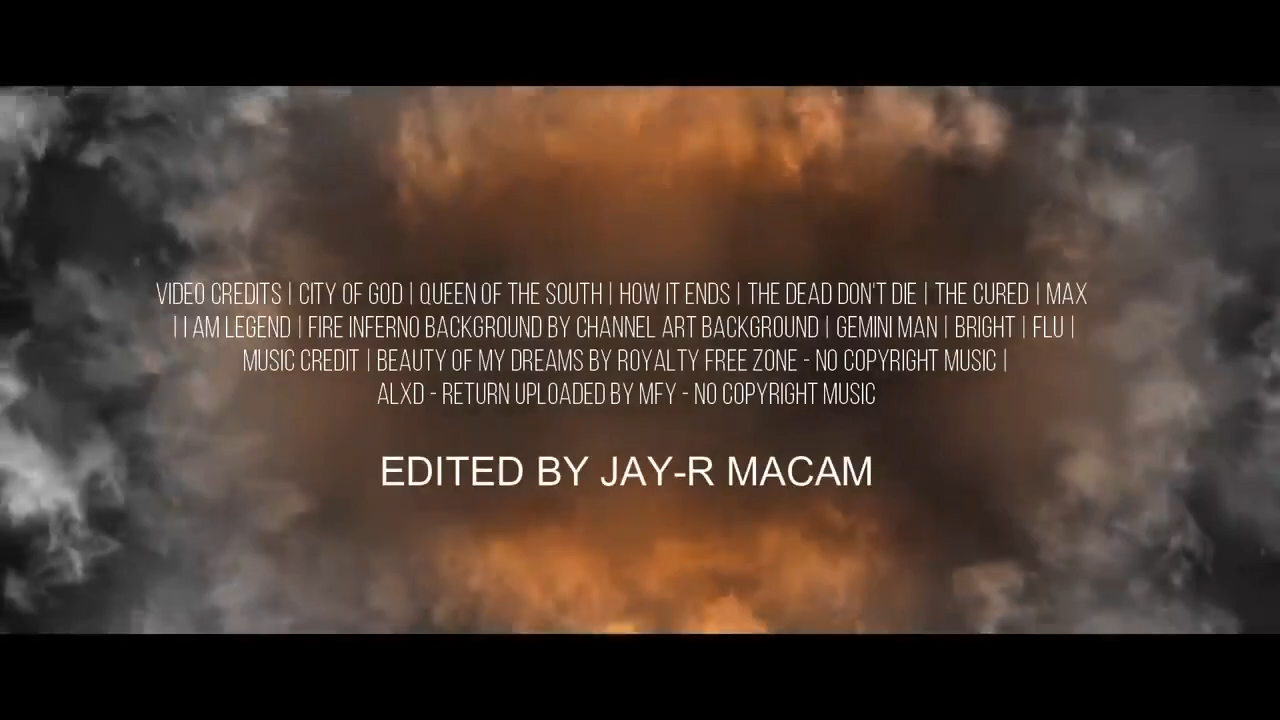 VIDEO CREDITS | CITY OF GOD | QUEEN OF THE SOUTH | HOW IT ENDS | THE DEAD DON'T DIE | THE CURED | MAX
| I AM LEGEND | FIRE INFERNO BACKGROUND BY CHANNEL ART BACKGROUND | GEMINI MAN | BRIGHT | FLU |
MUSIC CREDIT | BEAUTY OF MY DREAMS BY ROYALTY FREE ZONE - NO COPYRIGHT MUSIC |
ALXD - RETURN UPLOADED BY MFY - NO COPYRIGHT MUSIC
EDITED BY JAY-R MACAM